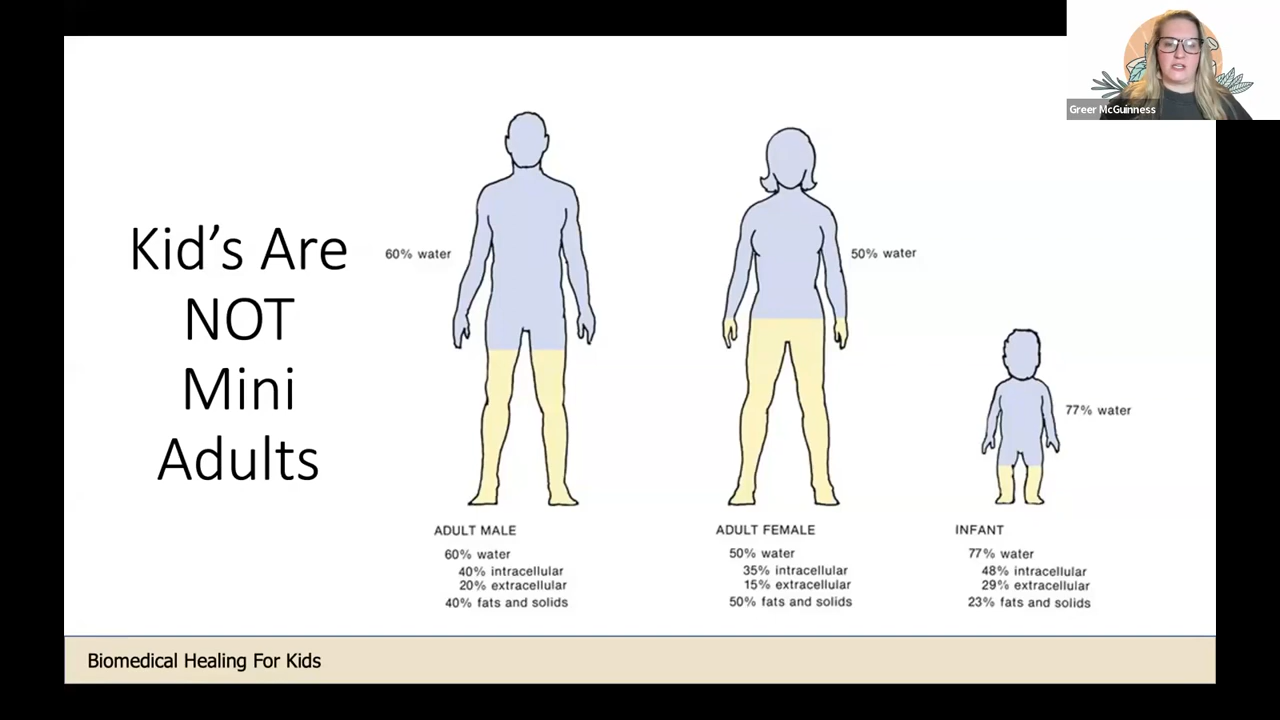 Greer McGuinness
Kid's Are
NOT
Mini
Adults
60% water
50% water
77% water
ADULT MALE
60% water
40% intracellular
20% extracellular
40% fats and solids
ADULT FEMALE
50% water
35% intracellular
15% extracellular
50% fats and solids
INFANT
77% water
48% intracellular
29% extracellular
23% fats and solids
Biomedical Healing For Kids